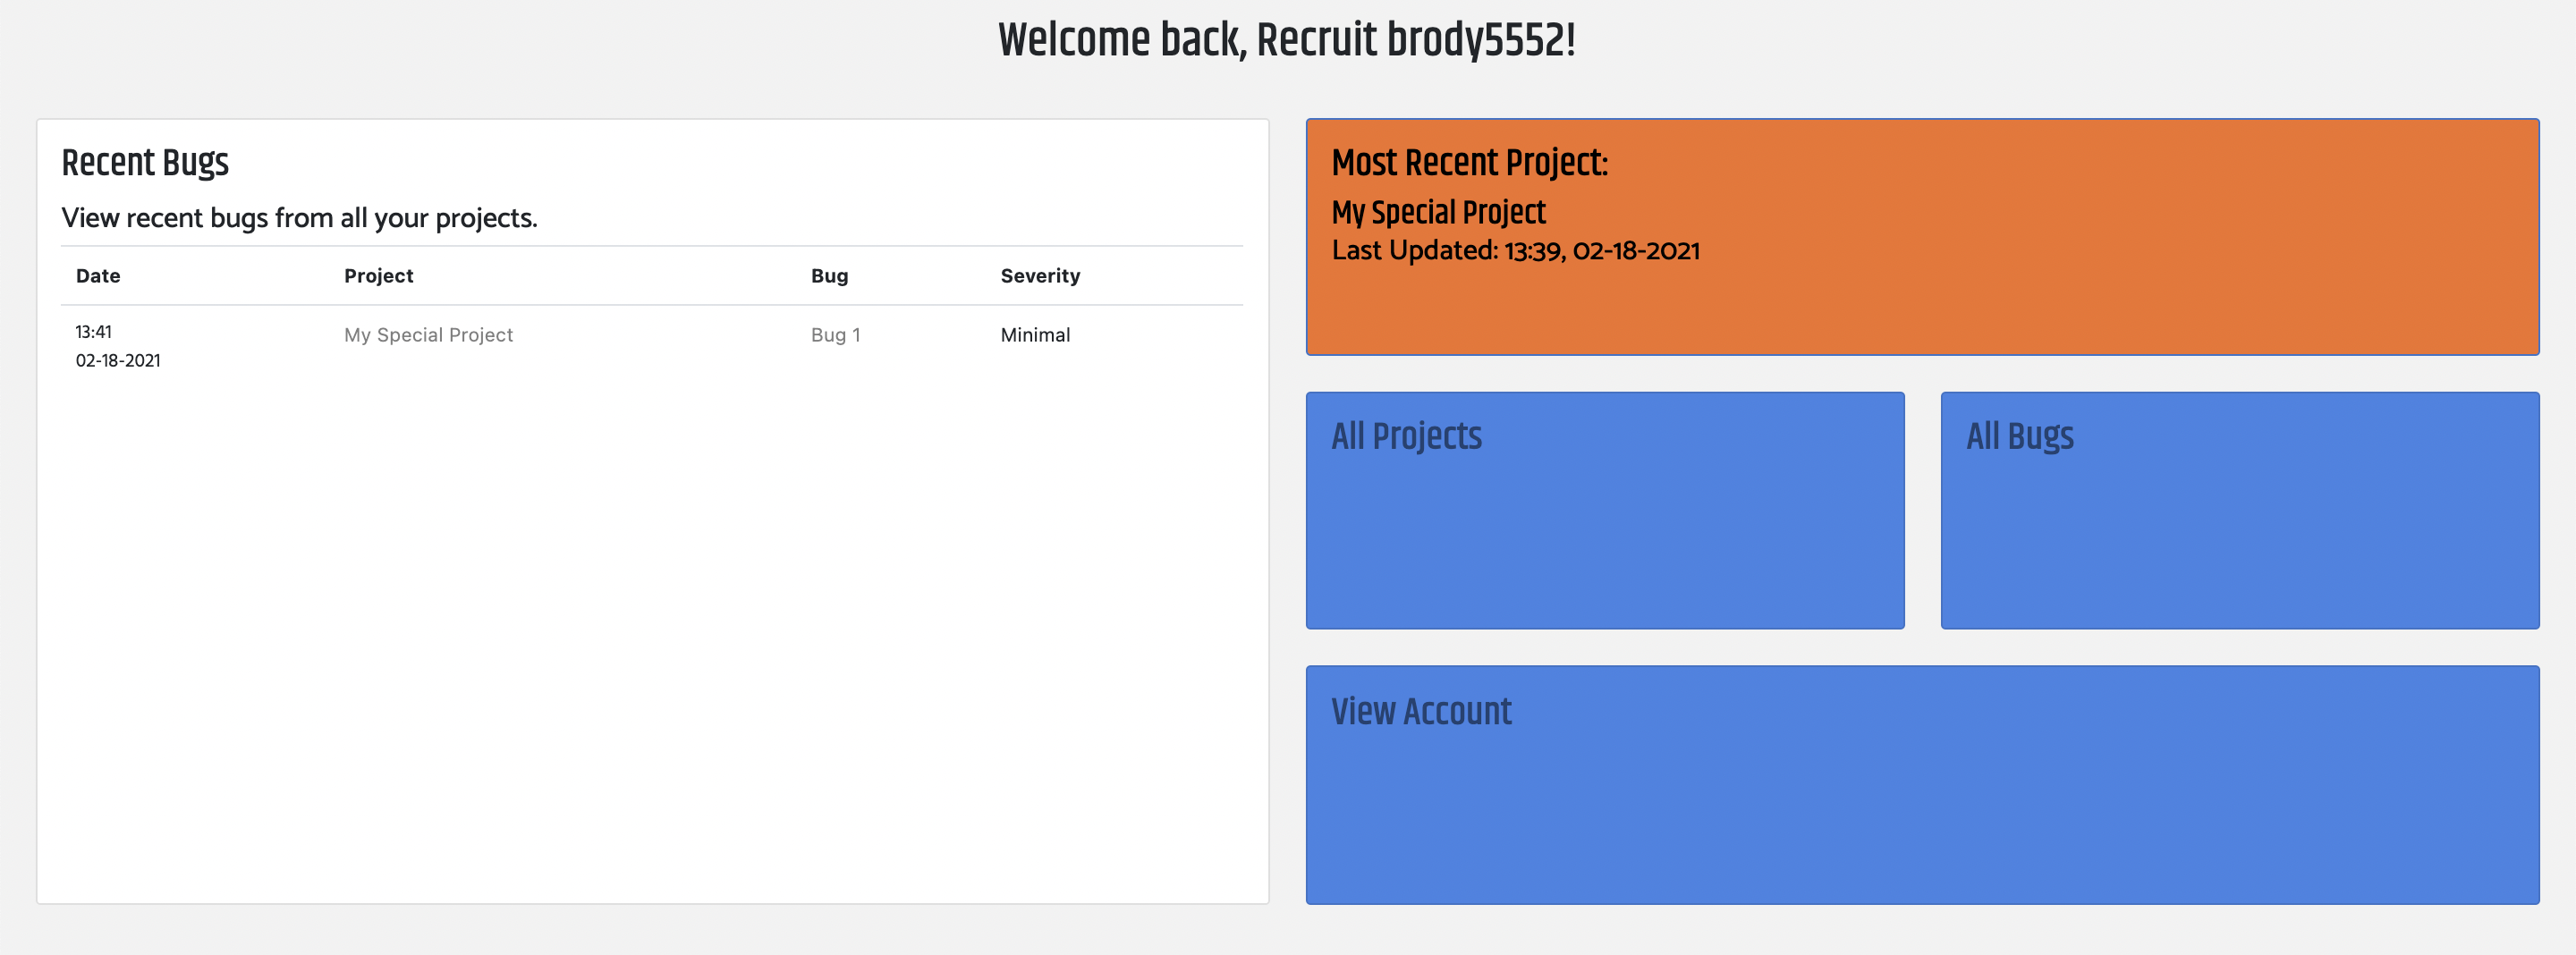 Welcome back, Recruit brody5552!
Recent Bugs
View recent bugs from all your projects.
Date Project Bug Severity
13:41 My Special Project Bug 1 Minimal
02-18-2021
Most Recent Project:
My Special Project
Last Updated: 13:39, 02-18-2021
All Projects
All Bugs
View Account